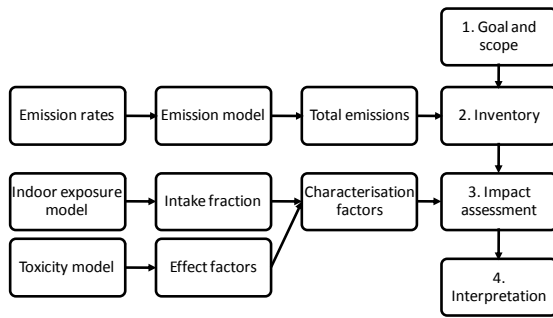 1. Goal and
scope
Emission rates
Emission model
Total emissions
2. Inventory
Indoor exposure
model
Intake fraction
Characterisation
factors
3. Impact
assessment
Toxicity model
Effect factors
4.
Interpretation